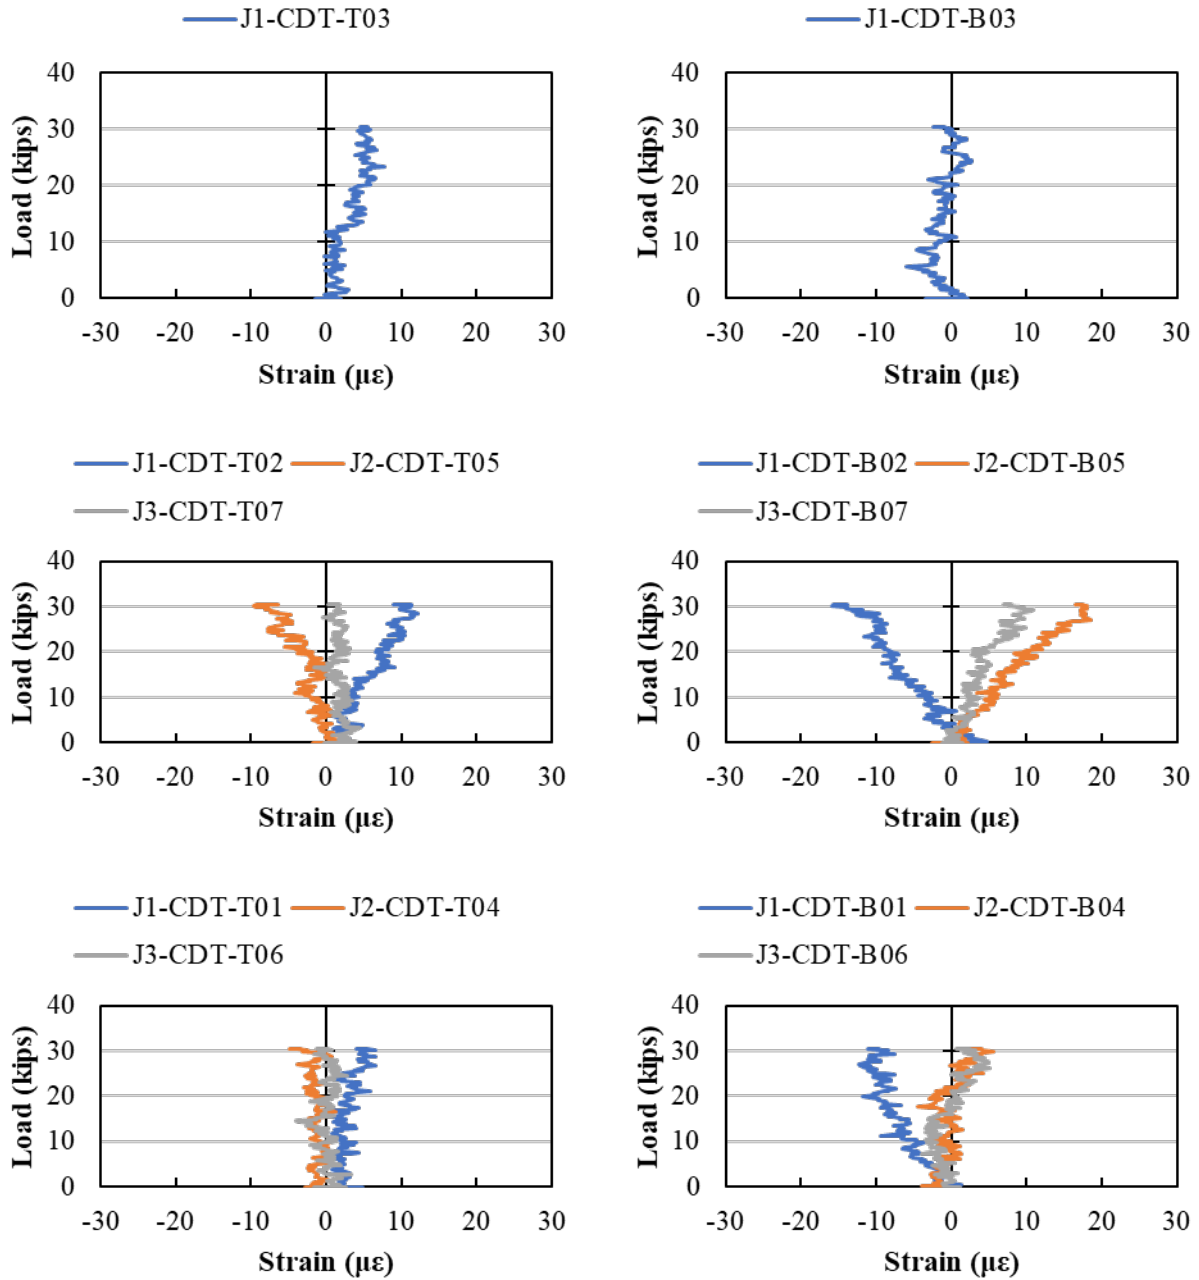 J1-CDT-T03
40
30
20
10
0
Load (kips)
-30 -20 -10 0 10 20 30
Strain (με)
J1-CDT-B03
40
30
20
10
0
Load (kips)
-30 -20 -10 0 10 20 30
Strain (με)
J1-CDT-T02 J2-CDT-T05
J3-CDT-T07
40
30
20
10
0
Load (kips)
-30 -20 -10 0 10 20 30
Strain (με)
J1-CDT-B02 J2-CDT-B05
J3-CDT-B07
40
30
20
10
0
Load (kips)
-30 -20 -10 0 10 20 30
Strain (με)
J1-CDT-T01 J2-CDT-T04
J3-CDT-T06
40
30
20
10
0
Load (kips)
-30 -20 -10 0 10 20 30
Strain (με)
J1-CDT-B01 J2-CDT-B04
J3-CDT-B06
40
30
20
10
0
Load (kips)
-30 -20 -10 0 10 20 30
Strain (με)